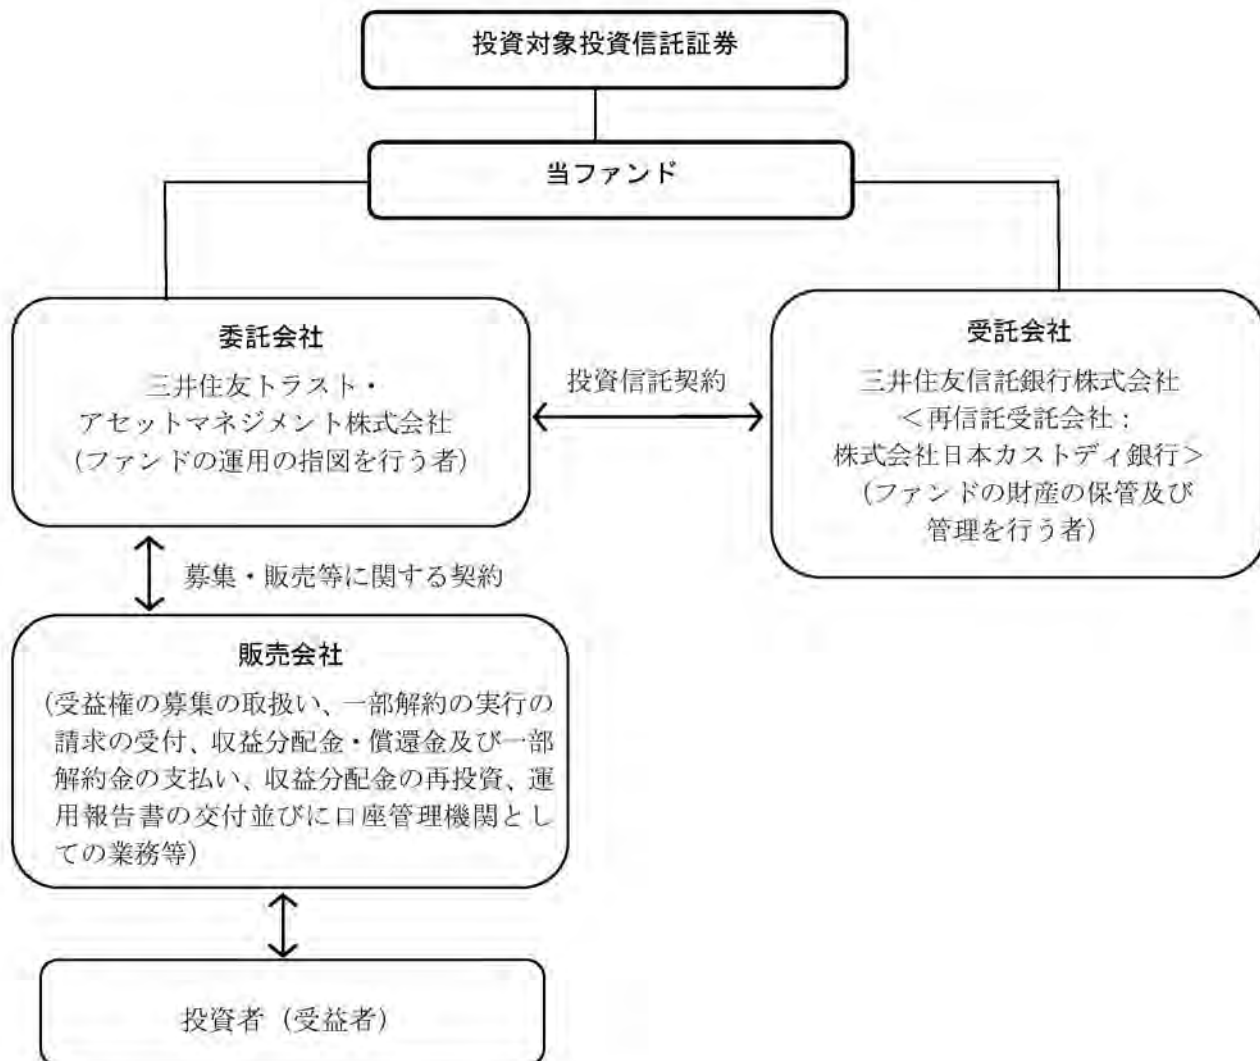 投資対象投資信託証券
当ファンド
委託会社
三井住友トラスト・
アセットマネジメント株式会社
(ファンドの運用の指図を行う者)
投資信託契約
受託会社
三井住友信託銀行株式会社
<再信託受託会社:
株式会社日本カストディ銀行>
(ファンドの財産の保管及び
管理を行う者)
募集・販売等に関する契約
販売会社
(受益権の募集の取扱い、一部解約の実行の
請求の受付、収益分配金・償還金及び一部
解約金の支払い、収益分配金の再投資、運
用報告書の交付並びに口座管理機関とし
ての業務等)
投資者(受益者)